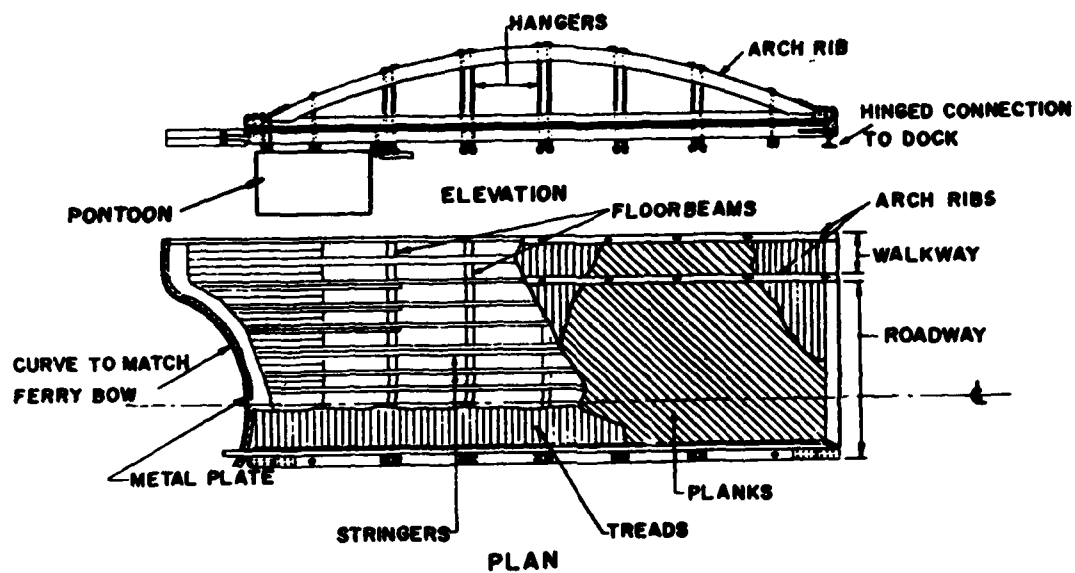 HANGERS
ARCH RIB
HINGED CONNECTION
TO DOCK
PONTOON
ELEVATION
FLOORBEAMS
ARCH RIBS
WALKWAY
ROADWAY
CURVE TO MATCH
FERRY BOW
℄
METAL PLATE
PLANKS
STRINGERS
TREADS
PLAN